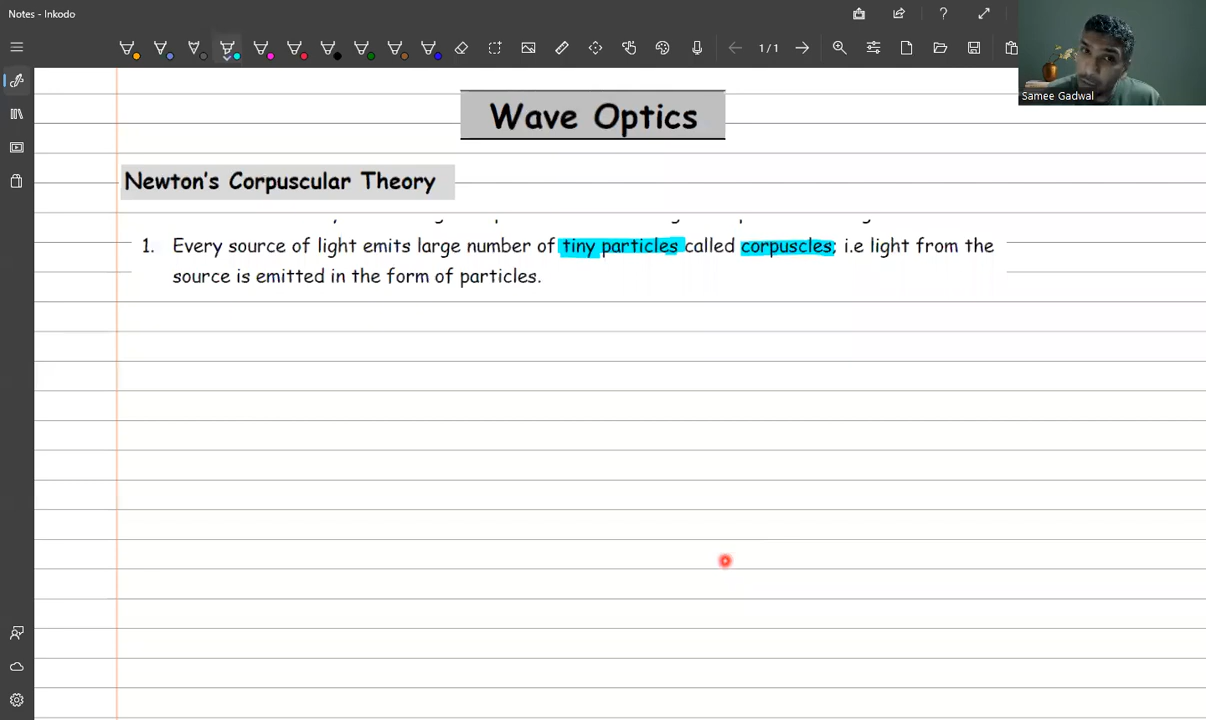 Notes - Inkodo
1 / 1
Samee Gadwal
Wave Optics
Newton's Corpuscular Theory
1. Every source of light emits large number of tiny particles called corpuscles; i.e light from the
source is emitted in the form of particles.